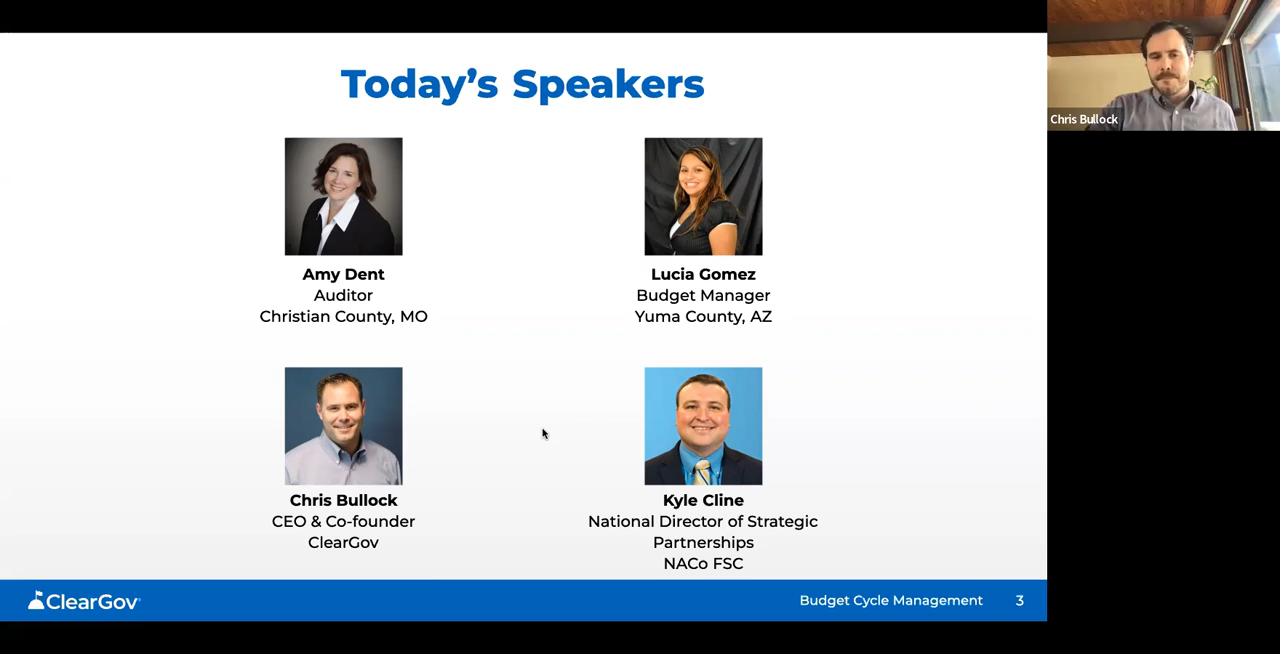 Today's Speakers
Chris Bullock
Amy Dent
Auditor
Christian County, MO
Lucia Gomez
Budget Manager
Yuma County, AZ
Chris Bullock
CEO & Co-founder
ClearGov
Kyle Cline
National Director of Strategic
Partnerships
NACo FSC
ClearGov
Budget Cycle Management
3